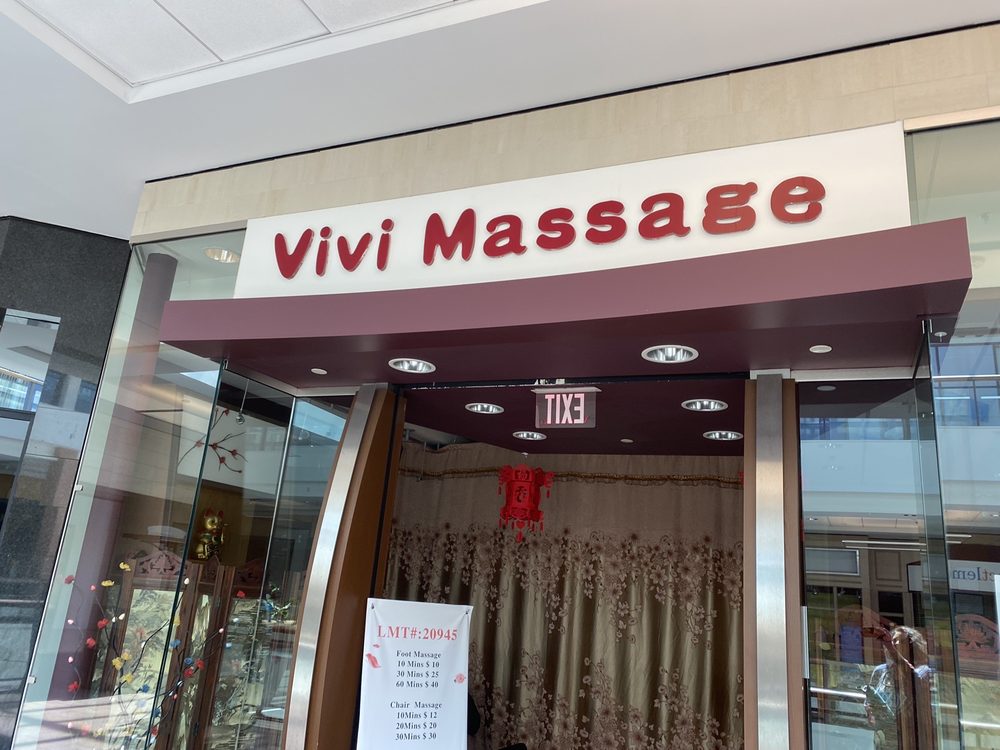 Vivi Massage
EXIT
LMT#:20945
Foot Massage
10 Mins $ 10
30 Mins $ 25
60 Mins $ 40
Chair Massage
10Mins $ 12
20Mins $ 20
30Mins $ 30